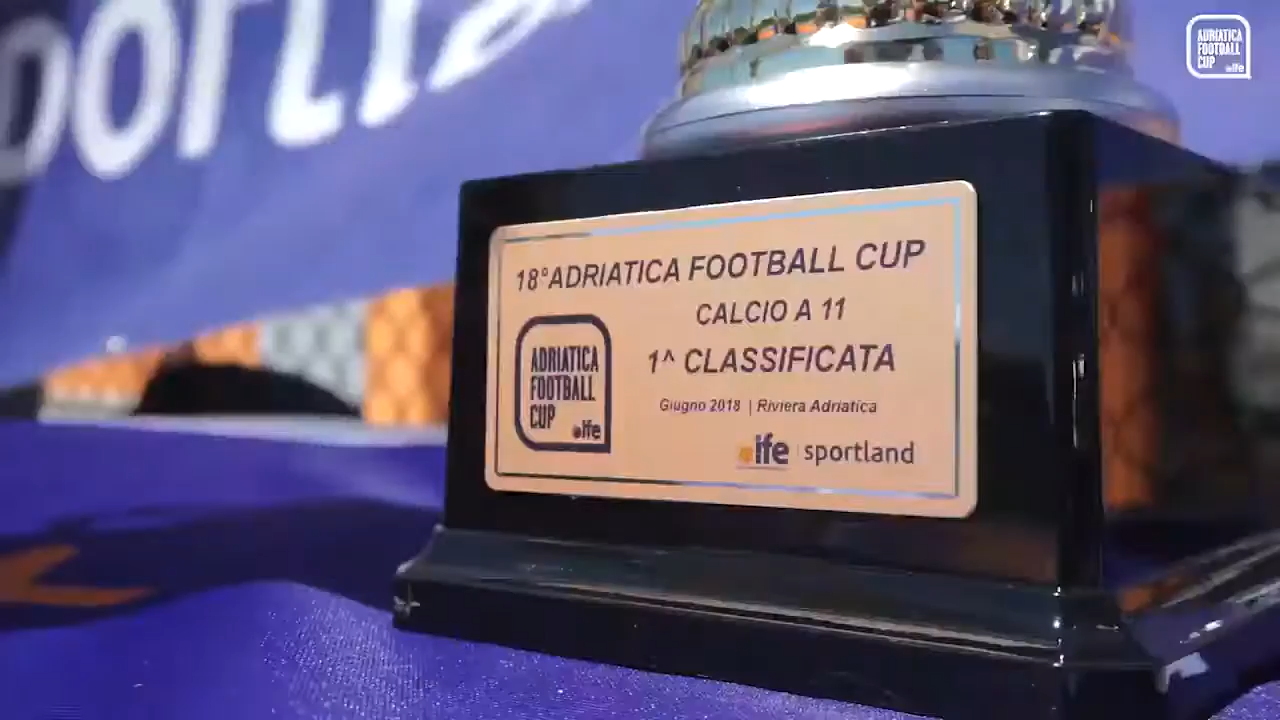 ADRIATICA
FOOTBALL
CUP
ife
18°ADRIATICA FOOTBALL CUP
CALCIO A 11
1^ CLASSIFICATA
Giugno 2018 | Riviera Adriatica
ADRIATICA
FOOTBALL
CUP
ife
ife | sportland